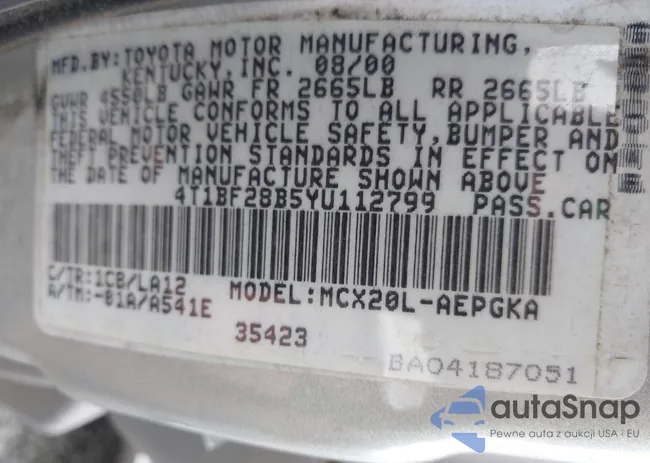 MFD.BY:TOYOTA MOTOR MANUFACTURING,
KENTUCKY,INC. 08/00
GVWR 4550LB GAWR FR 2665LB RR 2665LB
THIS VEHICLE CONFORMS TO ALL APPLICABLE
FEDERAL MOTOR VEHICLE SAFETY,BUMPER AND
THEFT PREVENTION STANDARDS IN EFFECT ON
THE DATE OF MANUFACTURE SHOWN ABOVE
4T1BF28B5YU112799 PASS.CAR
C/TR:1CB/LA12
A/TM:-01A/A541E MODEL:MCX20L-AEPGKA
35423
BA04187051
autaSnap
Pewne auta z aukcji USA i EU